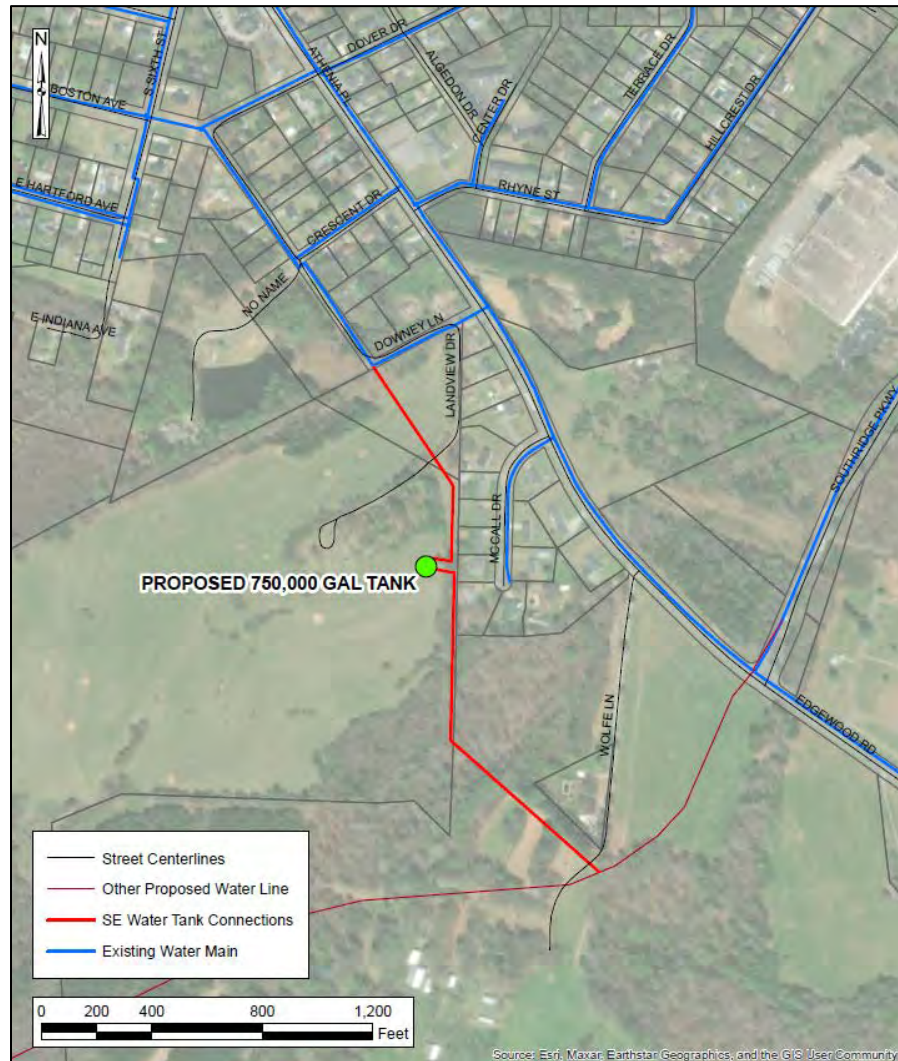 N
S SIXTH ST
DOVER DR
BOSTON AVE
ATHENIA PL
ALGEDON DR
CENTER DR
TERRACE DR
HILLCREST DR
E HARTFORD AVE
CRESCENT DR
RHYNE ST
NO NAME
E INDIANA AVE
DOWNEY LN
LANDVIEW DR
SOUTHRIDGE PKWY
MCCALL DR
PROPOSED 750,000 GAL TANK
WOLFE LN
EDGEWOOD RD
Street Centerlines
Other Proposed Water Line
SE Water Tank Connections
Existing Water Main
0 200 400 800 1,200
Feet
Source: Esri, Maxar, Earthstar Geographics, and the GIS User Community